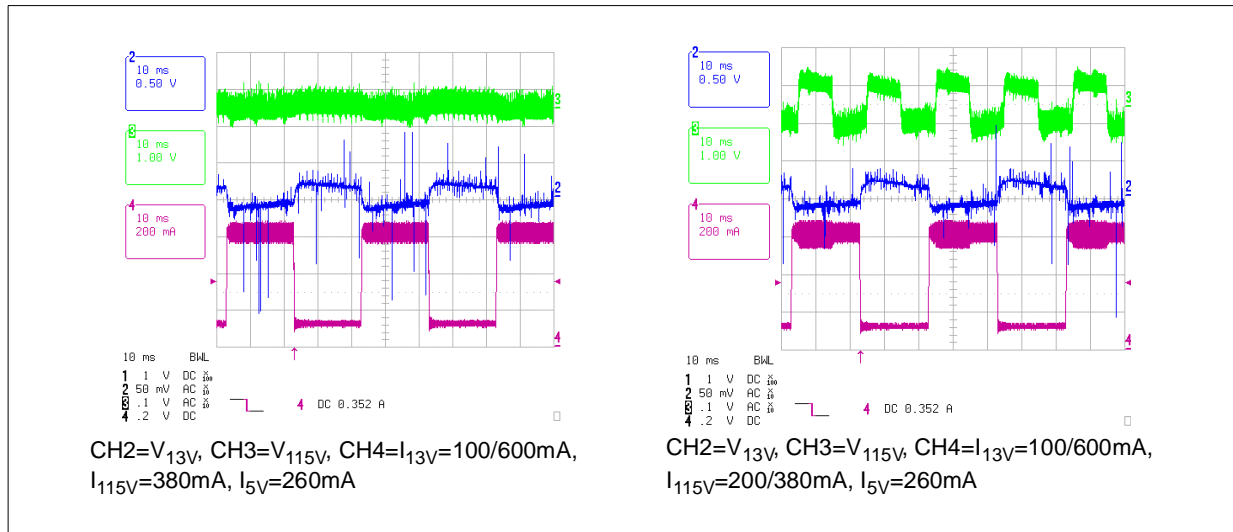 2
10 ms
0.50 V
3
10 ms
1.00 V
4
10 ms
200 mA
3
2
4
10 ms BWL
1 1 V DC
2 50 mV AC
3 .1 V AC
4 .2 V DC
4 DC 0.352 A
CH2=V13V, CH3=V115V, CH4=I13V=100/600mA,
I115V=380mA, I5V=260mA
2
10 ms
0.50 V
3
10 ms
1.00 V
4
10 ms
200 mA
3
2
4
10 ms BWL
1 1 V DC
2 50 mV AC
3 .1 V AC
4 .2 V DC
4 DC 0.352 A
CH2=V13V, CH3=V115V, CH4=I13V=100/600mA,
I115V=200/380mA, I5V=260mA